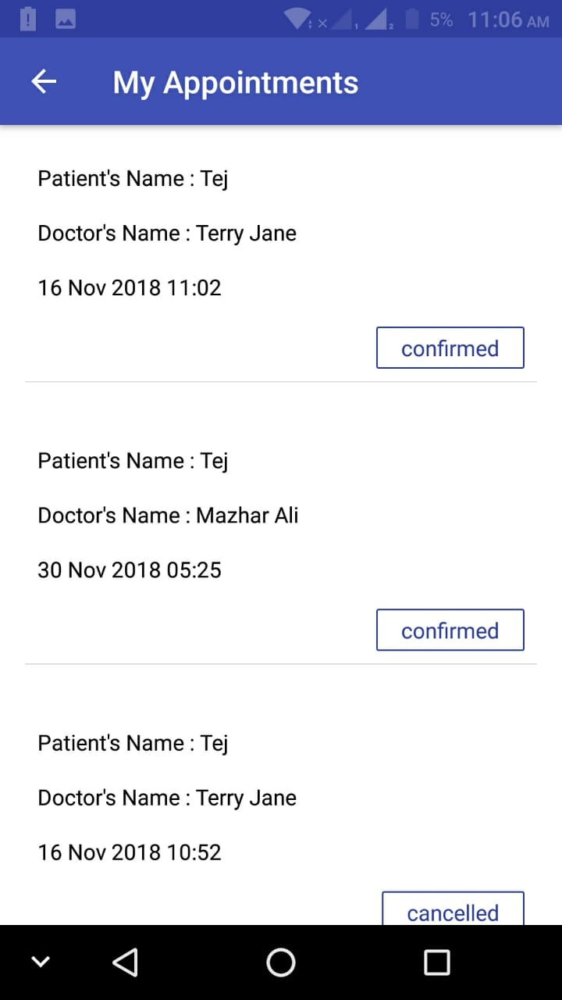 5% 11:06 AM
My Appointments
Patient's Name : Tej
Doctor's Name : Terry Jane
16 Nov 2018 11:02
confirmed
Patient's Name : Tej
Doctor's Name : Mazhar Ali
30 Nov 2018 05:25
confirmed
Patient's Name : Tej
Doctor's Name : Terry Jane
16 Nov 2018 10:52
cancelled